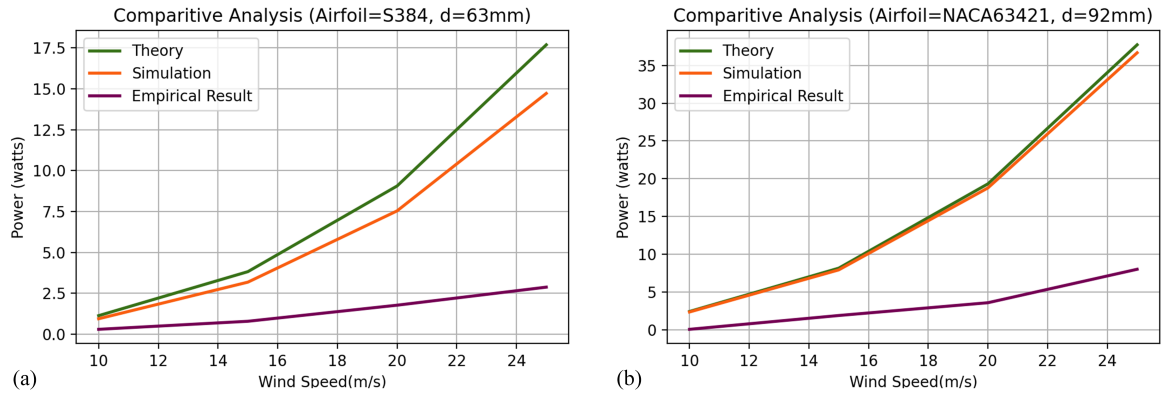 Comparitive Analysis (Airfoil=S384, d=63mm)
Power (watts)
17.5
15.0
12.5
10.0
7.5
5.0
2.5
0.0
Theory
Simulation
Empirical Result
10 12 14 16 18 20 22 24
Wind Speed(m/s)
(a)
Comparitive Analysis (Airfoil=NACA63421, d=92mm)
Power (watts)
35
30
25
20
15
10
5
0
Theory
Simulation
Empirical Result
10 12 14 16 18 20 22 24
Wind Speed(m/s)
(b)